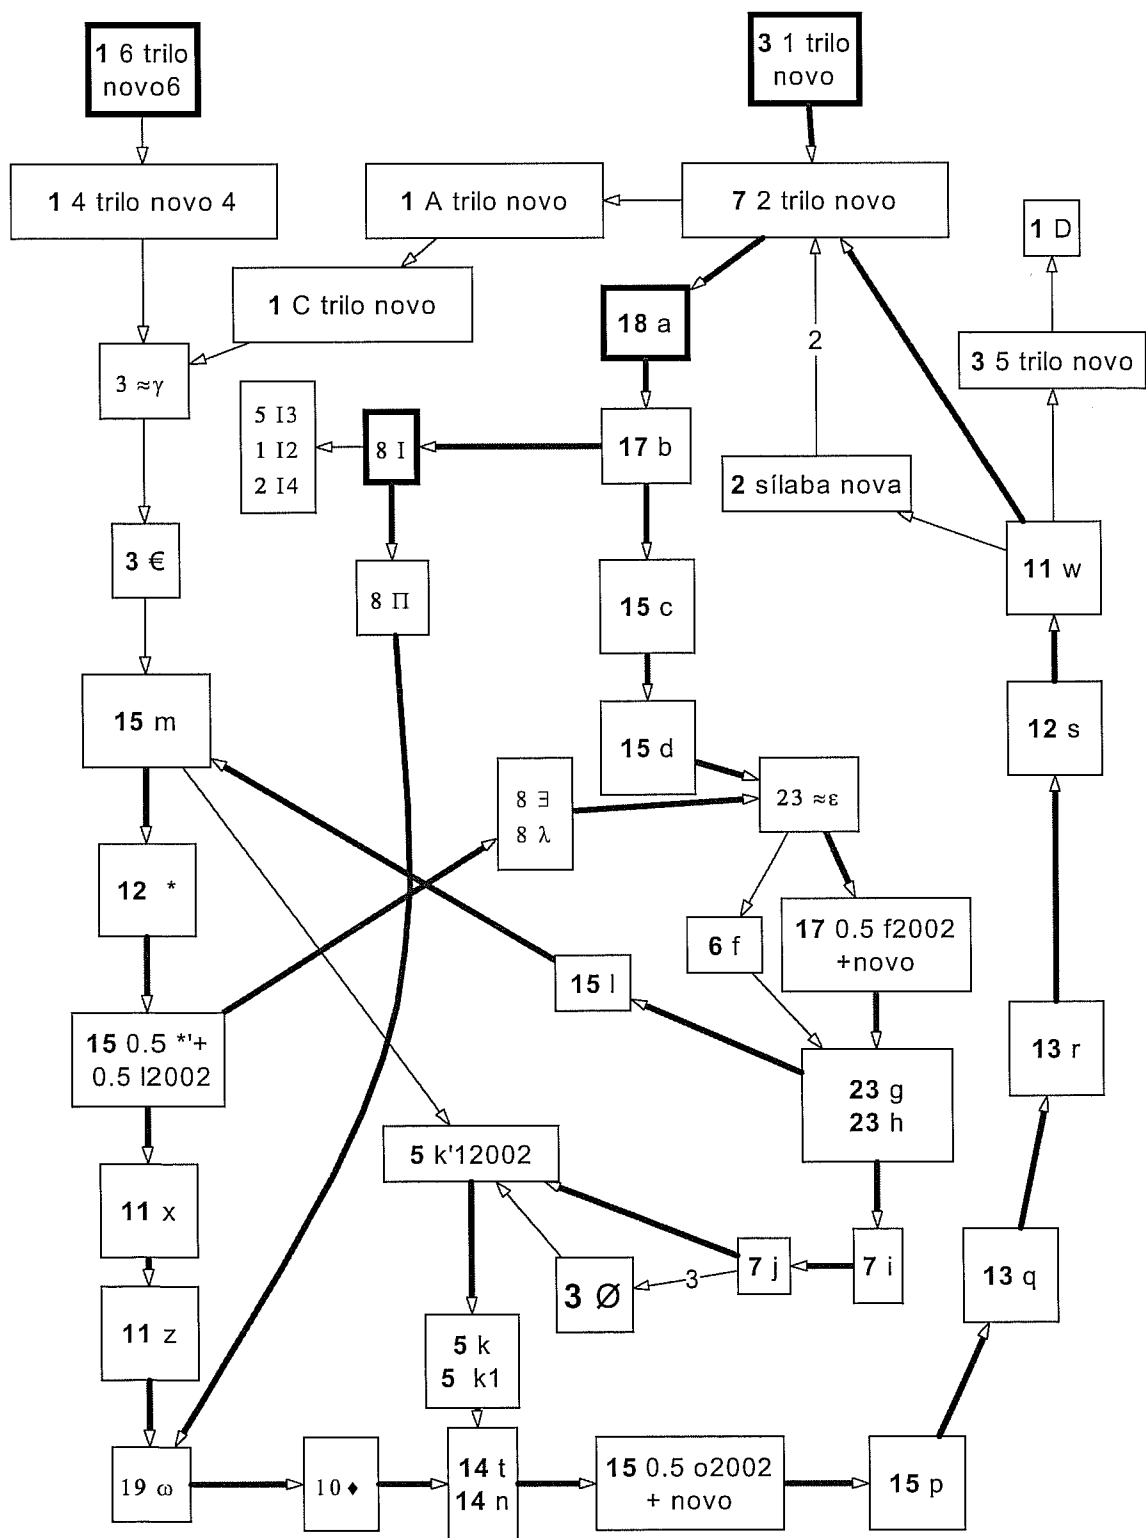 1 6 trilo
novo6
3 1 trilo
novo
1 4 trilo novo 4
1 A trilo novo
7 2 trilo novo
1 D
1 C trilo novo
18 a
2
3 5 trilo novo
3 ≈γ
5 I3
1 I2
2 I4
8 I
17 b
2 sílaba nova
3 €
8 Π
15 c
11 w
15 m
15 d
12 s
8 ∃
8 λ
23 ≈ε
12 *
6 f
17 0.5 f2002
+novo
15 l
15 0.5 *'+
0.5 l2002
13 r
23 g
23 h
5 k'12002
11 x
3 Ø
3
7 j
7 i
13 q
11 z
5 k
5 k1
19 ω
10 ♦
14 t
14 n
15 0.5 o2002
+ novo
15 p